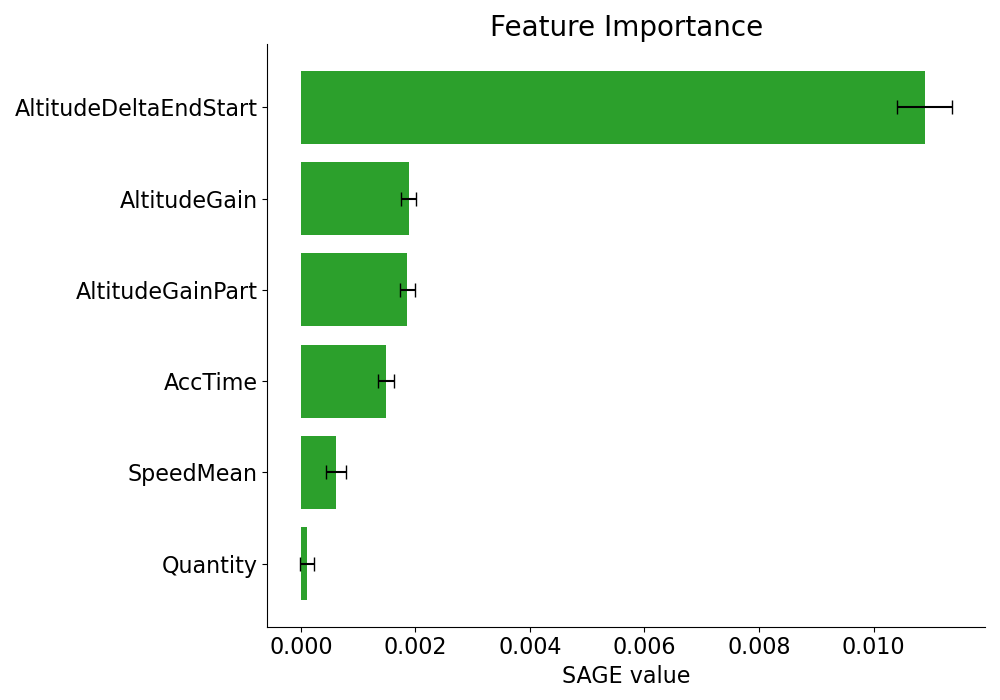 Feature Importance
AltitudeDeltaEndStart
AltitudeGain
AltitudeGainPart
AccTime
SpeedMean
Quantity
0.000 0.002 0.004 0.006 0.008 0.010
SAGE value